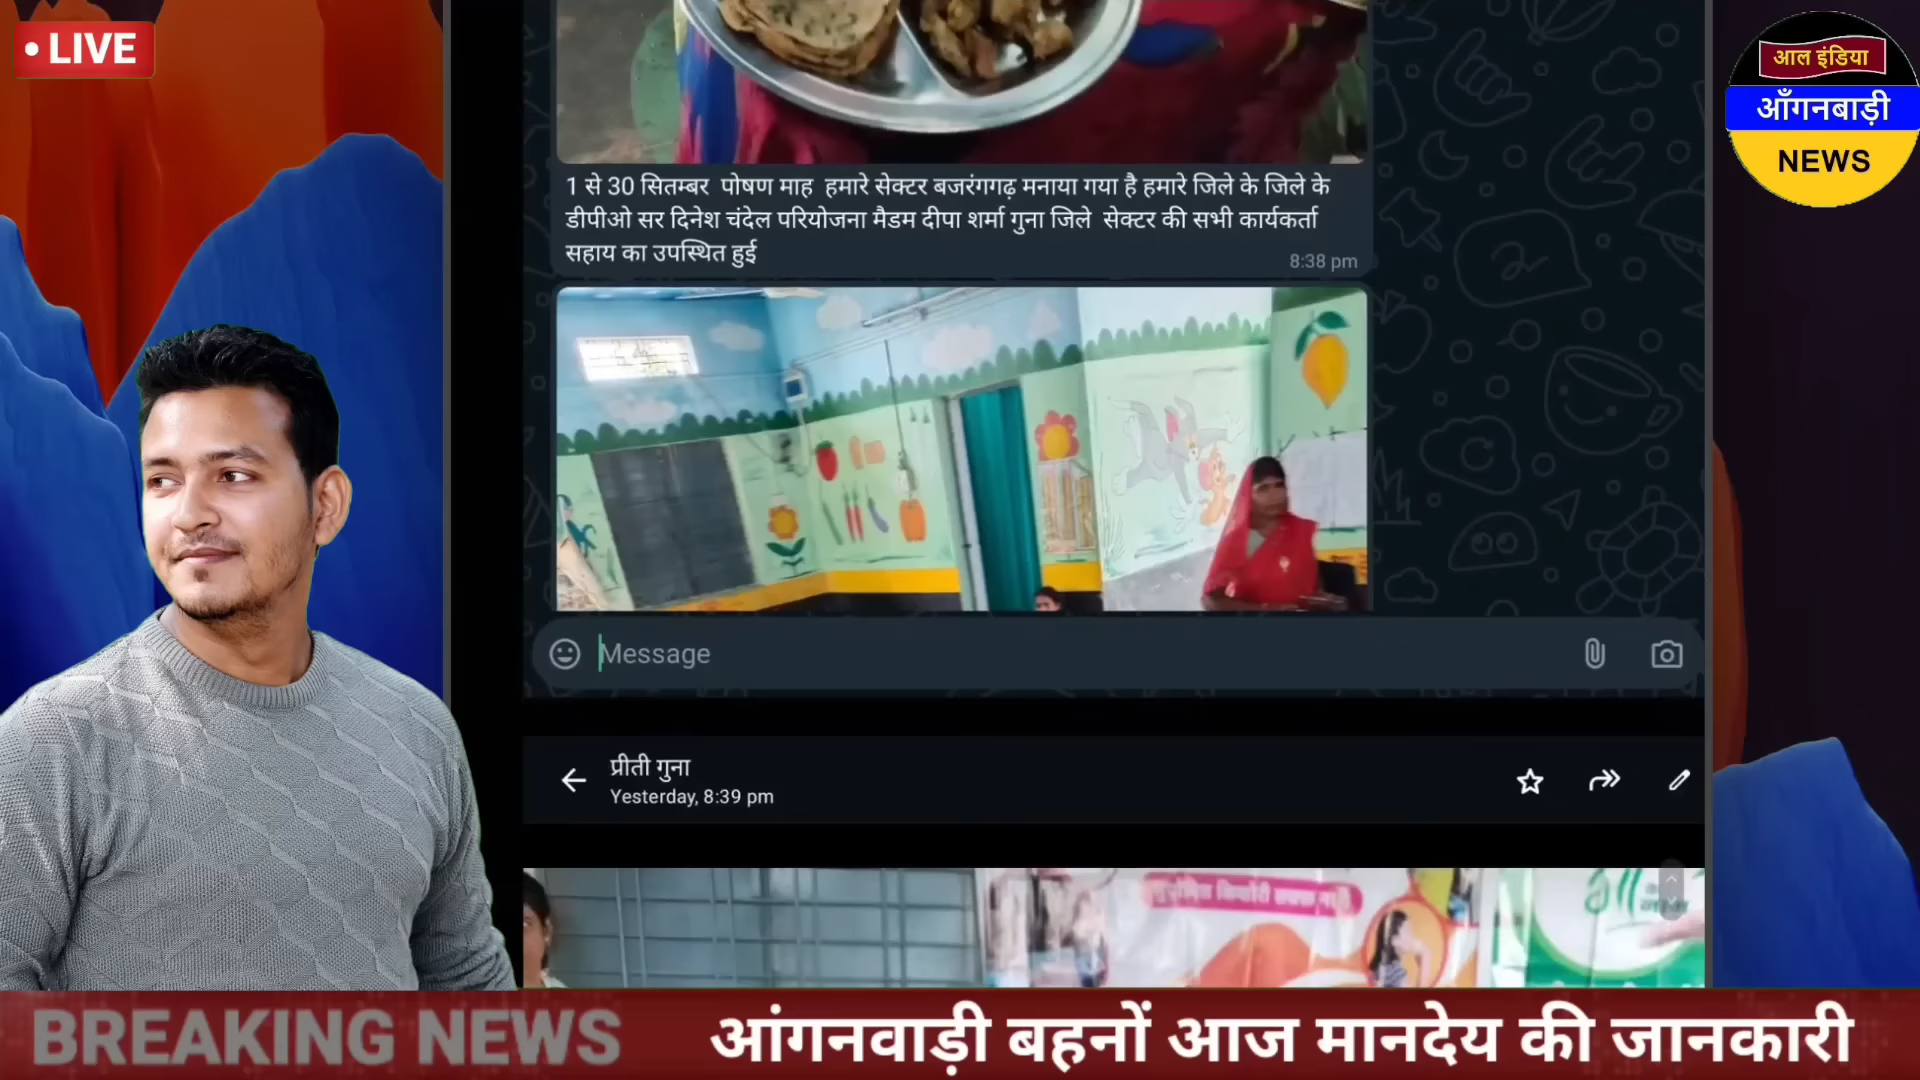 LIVE
आल इंडिया
आँगनबाड़ी
NEWS
1 से 30 सितम्बर पोषण माह हमारे सेक्टर बजरंगगढ़ मनाया गया है हमारे जिले के जिले के
डीपीओ सर दिनेश चंदेल परियोजना मैडम दीपा शर्मा गुना जिले सेक्टर की सभी कार्यकर्ता
सहाय का उपस्थित हुई
8:38 pm
Message
प्रीती गुना
Yesterday, 8:39 pm
BREAKING NEWS
आंगनवाड़ी बहनों आज मानदेय की जानकारी